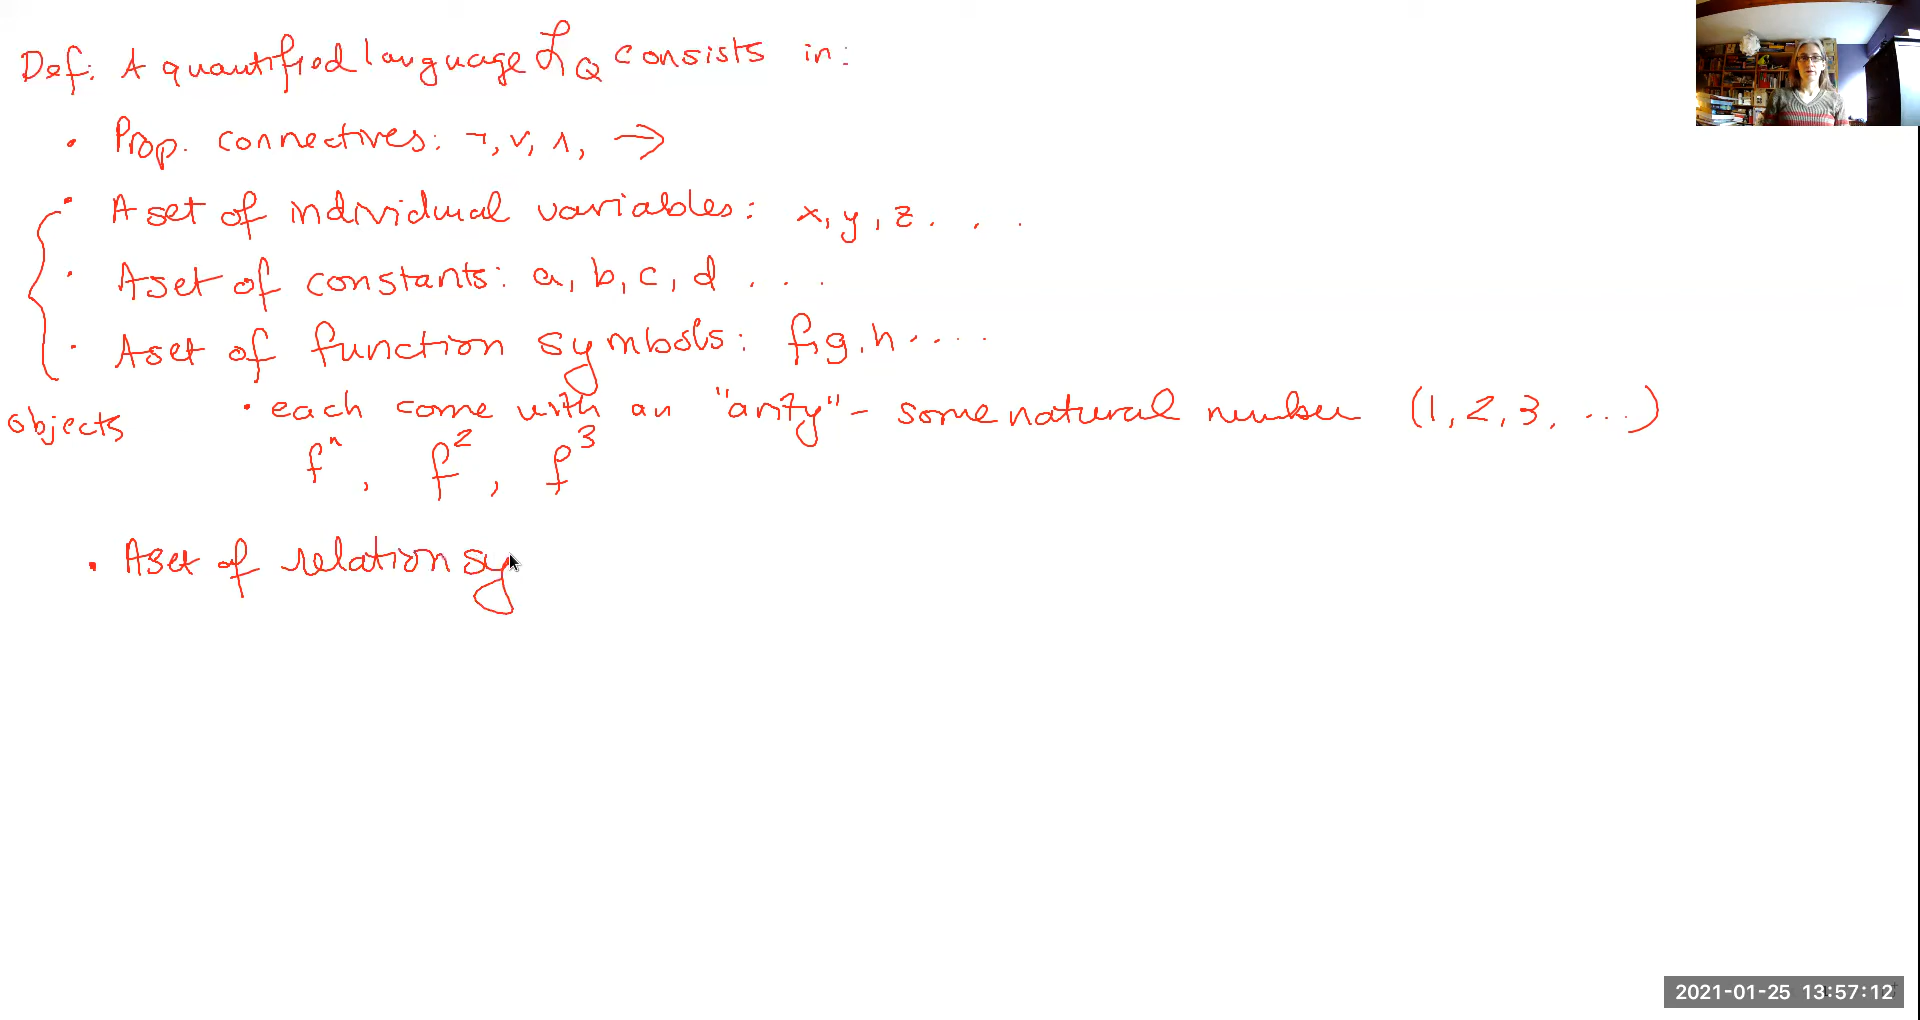 Def: A quantified language ℒ_Q consists in:
• Prop. connectives: ¬, ∨, ∧, →
• A set of individual variables: x, y, z . . .
• A set of constants: a, b, c, d . . .
• A set of function symbols: f, g, h . . . .
• each come with an "arity" - some natural number (1, 2, 3, ...)
objects
fⁿ, f², f³
• A set of relation sy
2021-01-25 13:57:12